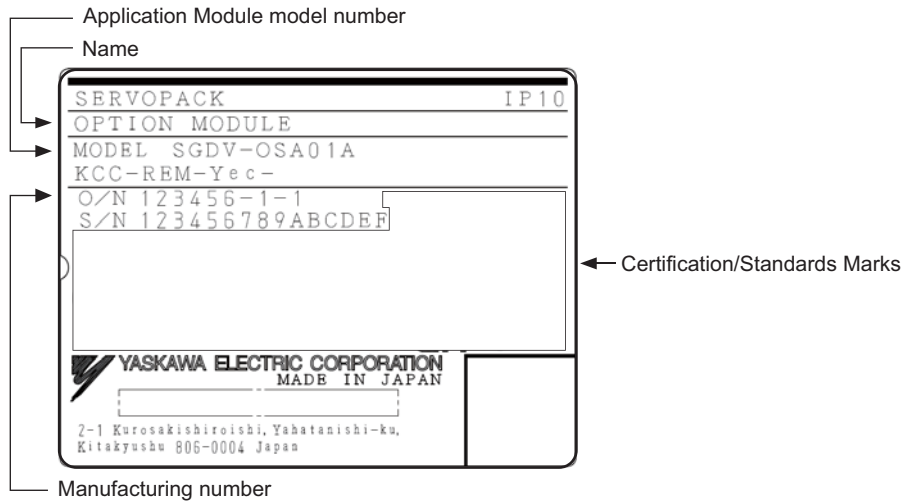 Application Module model number
Name
SERVOPACK IP10
OPTION MODULE
MODEL SGDV-OSA01A
KCC-REM-Yec-
O/N 123456-1-1
S/N 123456789ABCDEF
Certification/Standards Marks
YASKAWA ELECTRIC CORPORATION
MADE IN JAPAN
2-1 Kurosakishiroishi, Yahatanishi-ku,
Kitakyushu 806-0004 Japan
Manufacturing number